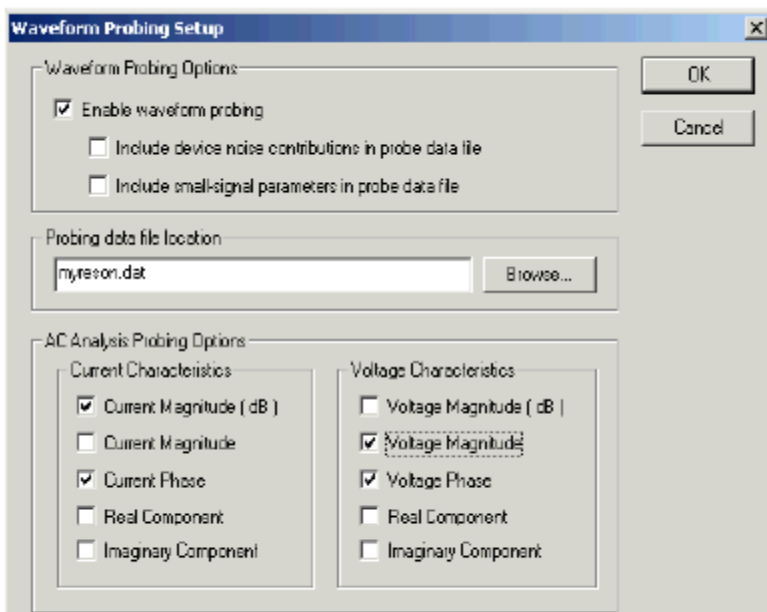 Waveform Probing Setup
Waveform Probing Options
OK
Enable waveform probing
Cancel
Include device noise contributions in probe data file
Include small-signal parameters in probe data file
Probing data file location
myreson.dat
Browse...
AC Analysis Probing Options
Current Characteristics
Current Magnitude ( dB )
Current Magnitude
Current Phase
Real Component
Imaginary Component
Voltage Characteristics
Voltage Magnitude ( dB )
Voltage Magnitude
Voltage Phase
Real Component
Imaginary Component